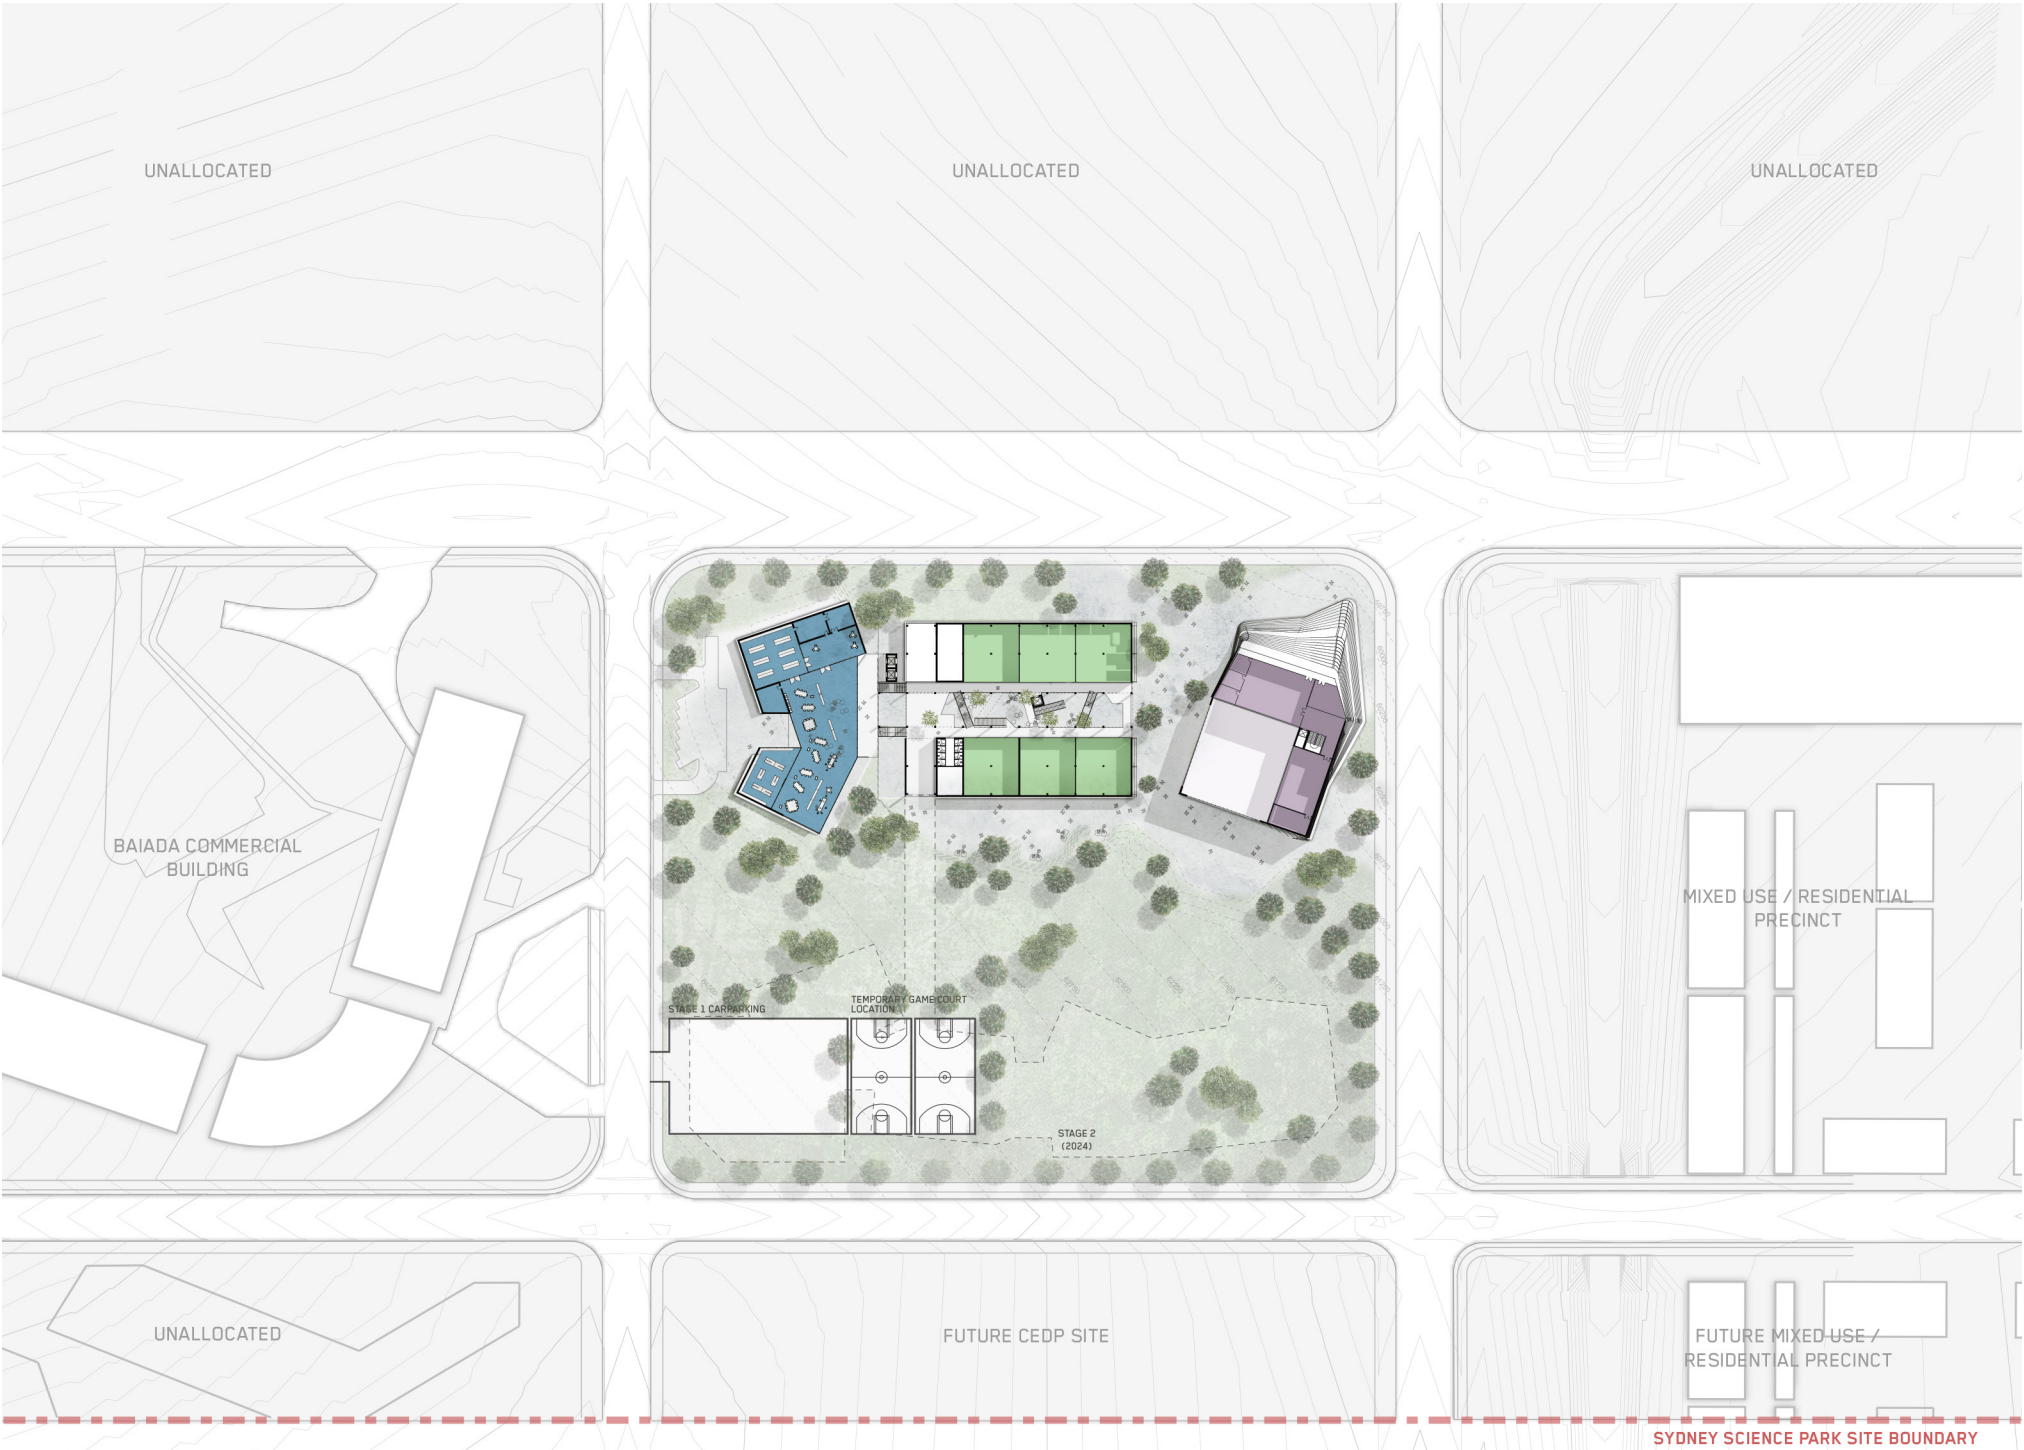 UNALLOCATED
UNALLOCATED
UNALLOCATED
BAIADA COMMERCIAL
BUILDING
MIXED USE / RESIDENTIAL
PRECINCT
STAGE 1 CARPARKING
TEMPORARY GAME COURT
LOCATION
STAGE 2
(2024)
UNALLOCATED
FUTURE CEDP SITE
FUTURE MIXED USE /
RESIDENTIAL PRECINCT
SYDNEY SCIENCE PARK SITE BOUNDARY